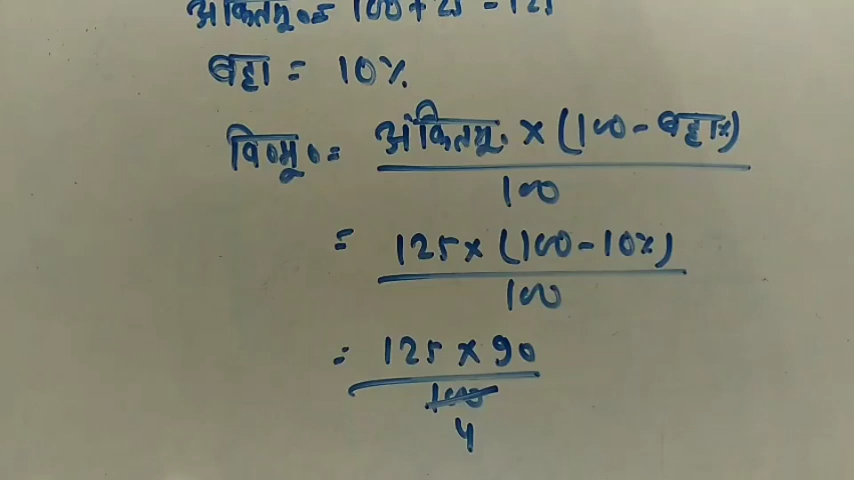 अंकितमू०= 100+25 = 125
बट्टा = 10%
वि०मू०= अंकितमू. × (100 - बट्टा%)
100
= 125 × (100 - 10%)
100
= 125 × 90
100
4